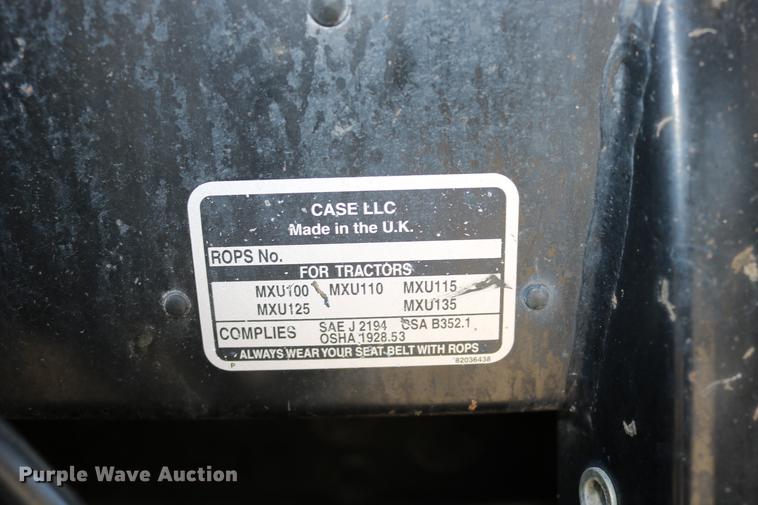 CASE LLC
Made in the U.K.
ROPS No.
FOR TRACTORS
MXU100 MXU110 MXU115
MXU125 MXU135
COMPLIES SAE J 2194 CSA B352.1
OSHA 1928.53
ALWAYS WEAR YOUR SEAT BELT WITH ROPS
P 82036438
Purple Wave Auction